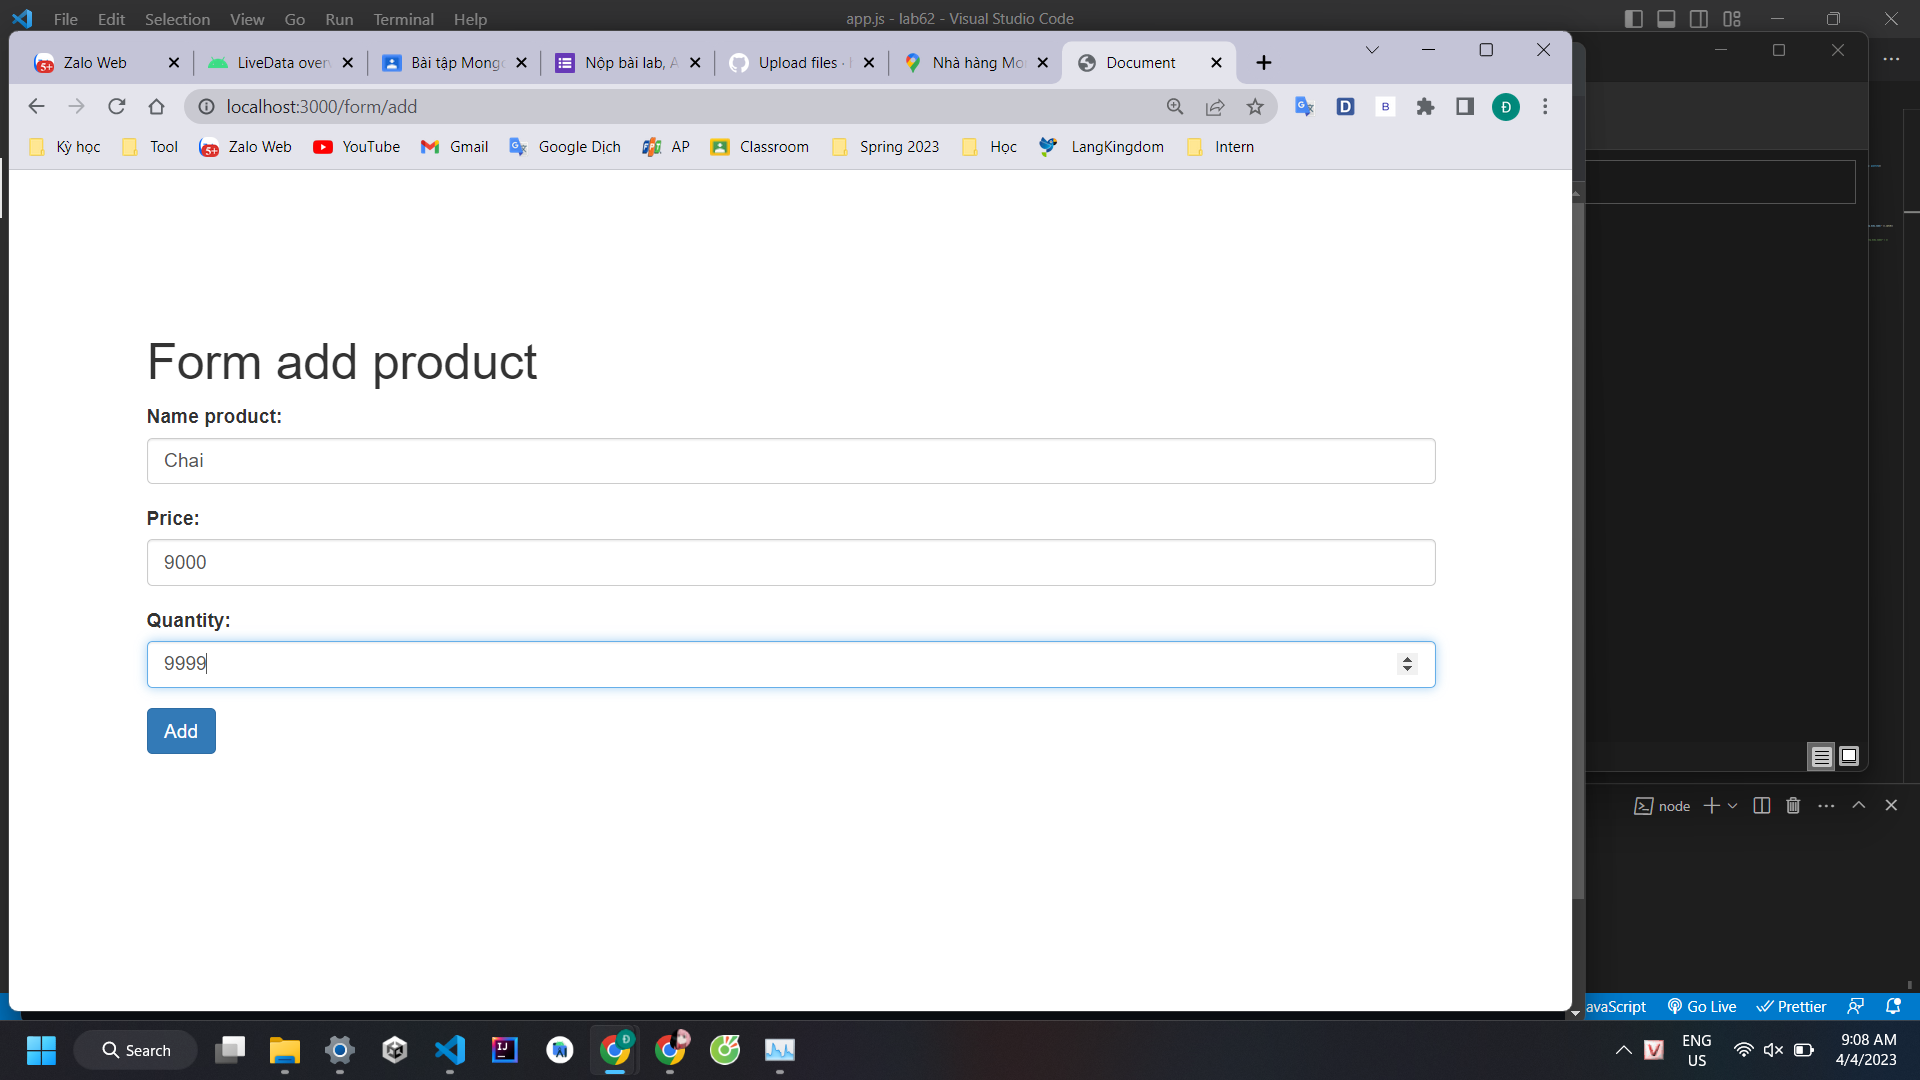 File Edit Selection View Go Run Terminal Help
app.js - lab62 - Visual Studio Code
Zalo Web
LiveData over
Bài tập Mong
Nộp bài lab, A
Upload files ·
Nhà hàng Mo
Document
localhost:3000/form/add
Kỳ học
Tool
Zalo Web
YouTube
Gmail
Google Dịch
AP
Classroom
Spring 2023
Học
LangKingdom
Intern
Form add product
Name product:
Chai
Price:
9000
Quantity:
9999
Add
node
avaScript
Go Live
Prettier
Search
ENG
US
9:08 AM
4/4/2023